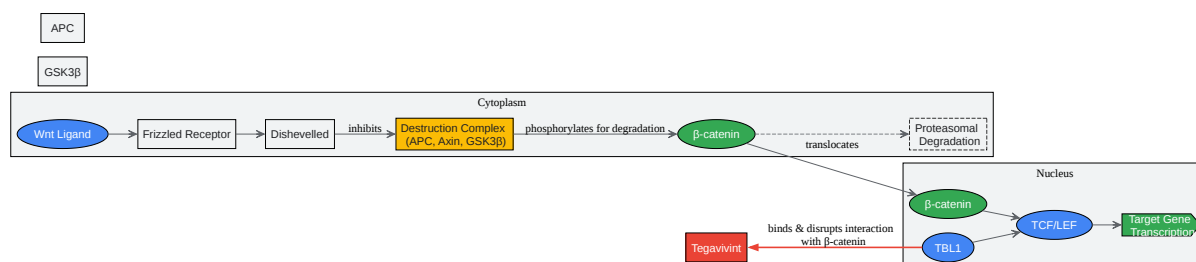 APC
GSK3β
Cytoplasm
Wnt Ligand
Frizzled Receptor
Dishevelled
inhibits
Destruction Complex
(APC, Axin, GSK3β)
phosphorylates for degradation
β-catenin
translocates
Proteasomal
Degradation
Nucleus
β-catenin
TCF/LEF
Target Gene
Transcription
TBL1
binds & disrupts interaction
with β-catenin
Tegavivint